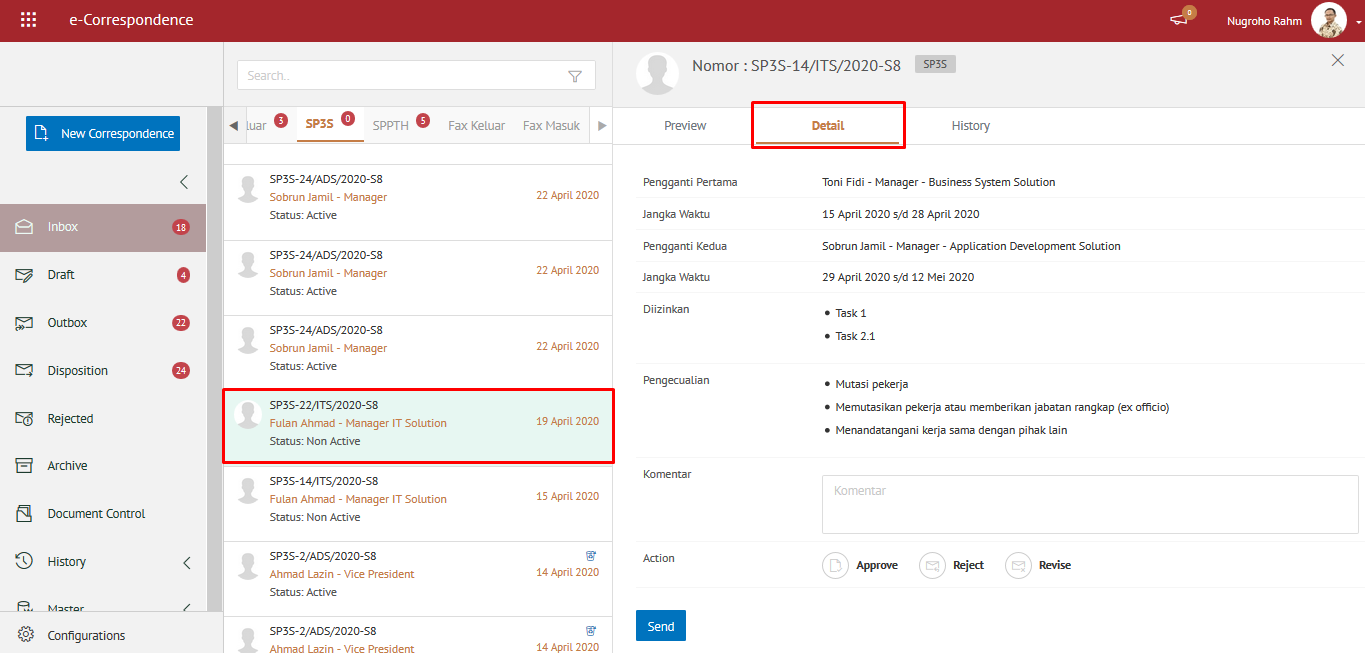 e-Correspondence
0
Nugroho Rahm
New Correspondence
Inbox 18
Draft 4
Outbox 22
Disposition 24
Rejected
Archive
Document Control
History
Master
Configurations
Search..
luar 3 SP3S 0 SPPTH 5 Fax Keluar Fax Masuk
SP3S-24/ADS/2020-S8
Sobrun Jamil - Manager 22 April 2020
Status: Active
SP3S-24/ADS/2020-S8
Sobrun Jamil - Manager 22 April 2020
Status: Active
SP3S-24/ADS/2020-S8
Sobrun Jamil - Manager 22 April 2020
Status: Active
SP3S-22/ITS/2020-S8
Fulan Ahmad - Manager IT Solution 19 April 2020
Status: Non Active
SP3S-14/ITS/2020-S8
Fulan Ahmad - Manager IT Solution 15 April 2020
Status: Non Active
SP3S-2/ADS/2020-S8
Ahmad Lazin - Vice President 14 April 2020
Status: Active
SP3S-2/ADS/2020-S8
Ahmad Lazin - Vice President 14 April 2020
Nomor : SP3S-14/ITS/2020-S8 SP3S
Preview Detail History
Pengganti Pertama Toni Fidi - Manager - Business System Solution
Jangka Waktu 15 April 2020 s/d 28 April 2020
Pengganti Kedua Sobrun Jamil - Manager - Application Development Solution
Jangka Waktu 29 April 2020 s/d 12 Mei 2020
Diizinkan
• Task 1
• Task 2.1
Pengecualian
• Mutasi pekerja
• Memutasikan pekerja atau memberikan jabatan rangkap (ex officio)
• Menandatangani kerja sama dengan pihak lain
Komentar
Komentar
Action Approve Reject Revise
Send